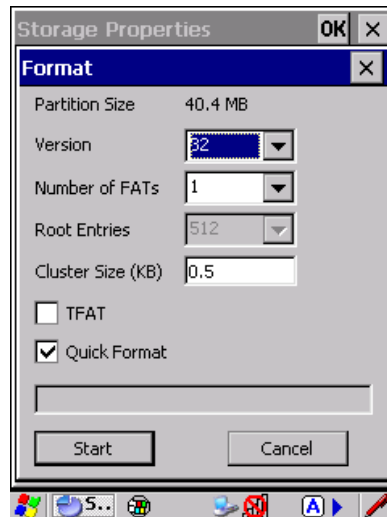 Storage Properties OK ×
Format ×
Partition Size 40.4 MB
Version 32
Number of FATs 1
Root Entries 512
Cluster Size (KB) 0.5
TFAT
Quick Format
Start Cancel
S.. A